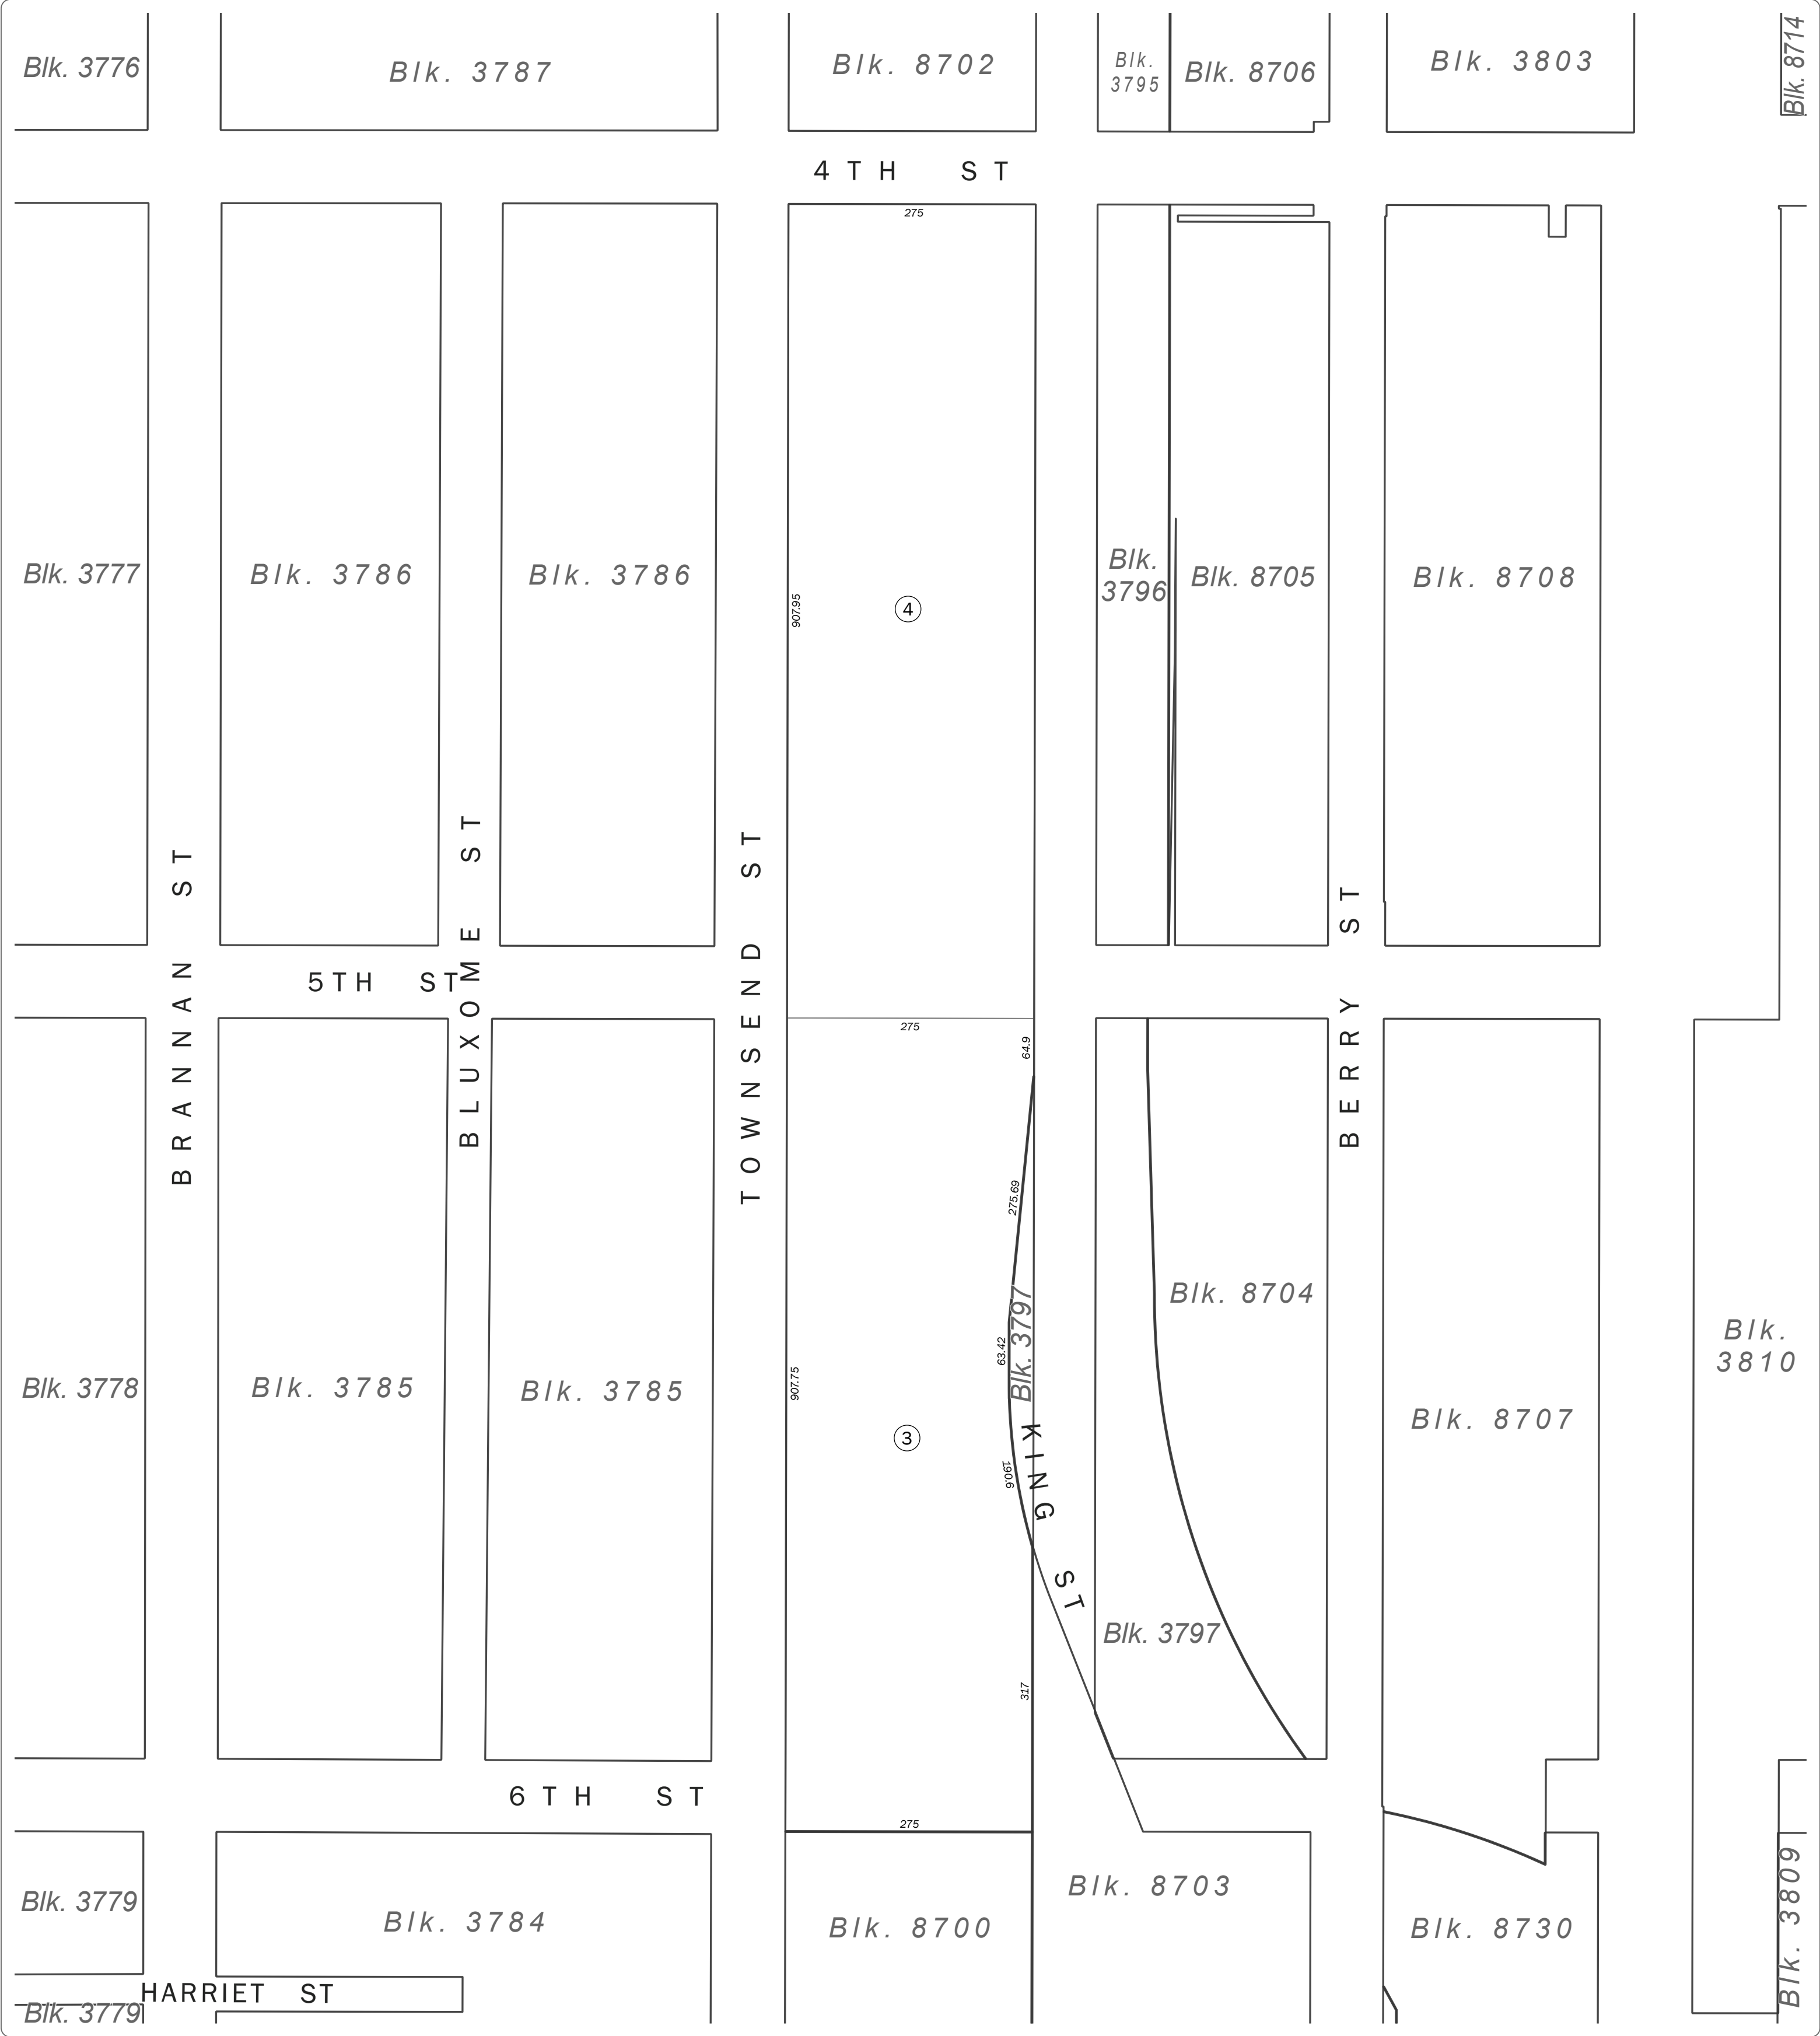 Blk. 3776
Blk. 3787
Blk. 8702
Blk.
3795
Blk. 8706
Blk. 3803
Blk. 8714
4TH ST
275
Blk. 3777
Blk. 3786
Blk. 3786
907.95
4
Blk.
3796
Blk. 8705
Blk. 8708
BRANNAN ST
BLUXOME ST
TOWNSEND ST
BERRY ST
5TH ST
275
64.9
275.69
Blk. 3797
63.42
907.75
3
190.6
KING ST
317
Blk. 8704
Blk. 3778
Blk. 3785
Blk. 3785
Blk. 8707
Blk.
3810
Blk. 3797
6TH ST
275
Blk. 3779
Blk. 3784
Blk. 8700
Blk. 8703
Blk. 8730
Blk. 3809
HARRIET ST
Blk. 3779